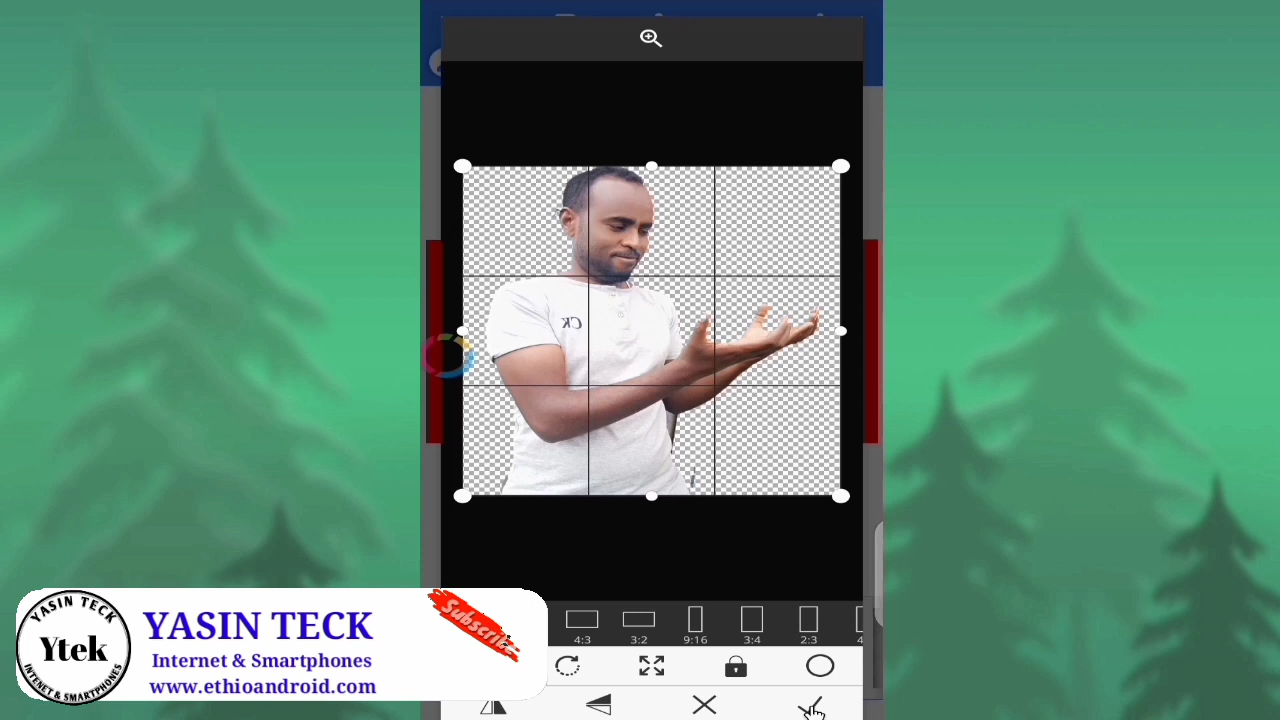 CK
4:3
3:2
9:16
3:4
2:3
4
YASIN TECK
Ytek
INTERNET & SMARTPHONES
YASIN TECK
Internet & Smartphones
www.ethioandroid.com
Subscribe